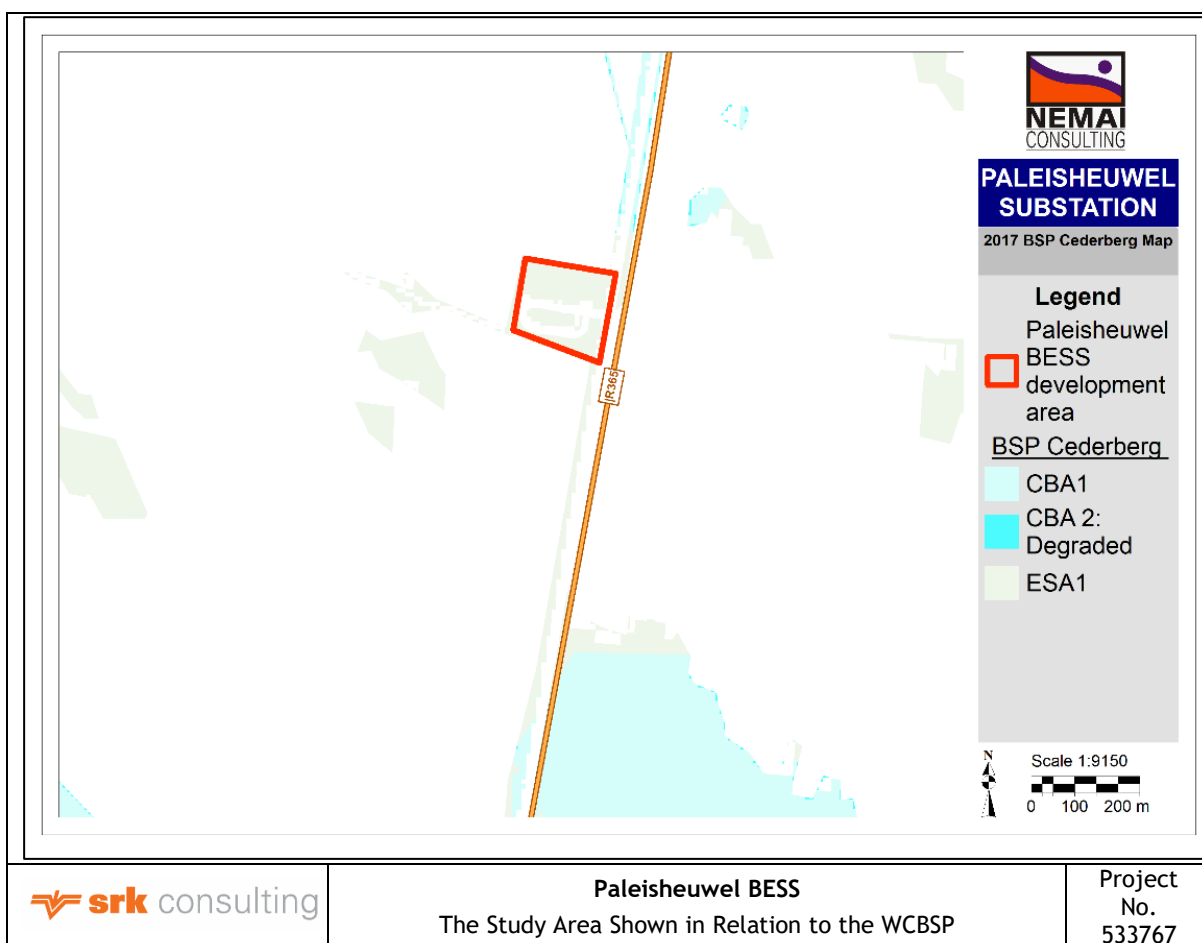 NEMAI
CONSULTING
PALEISHEUWEL
SUBSTATION
2017 BSP Cederberg Map
Legend
Paleisheuwel
BESS
development
area
BSP Cederberg
CBA1
CBA 2:
Degraded
ESA1
R365
N
Scale 1:9150
0 100 200 m
srk consulting
Paleisheuwel BESS
The Study Area Shown in Relation to the WCBSP
Project
No.
533767